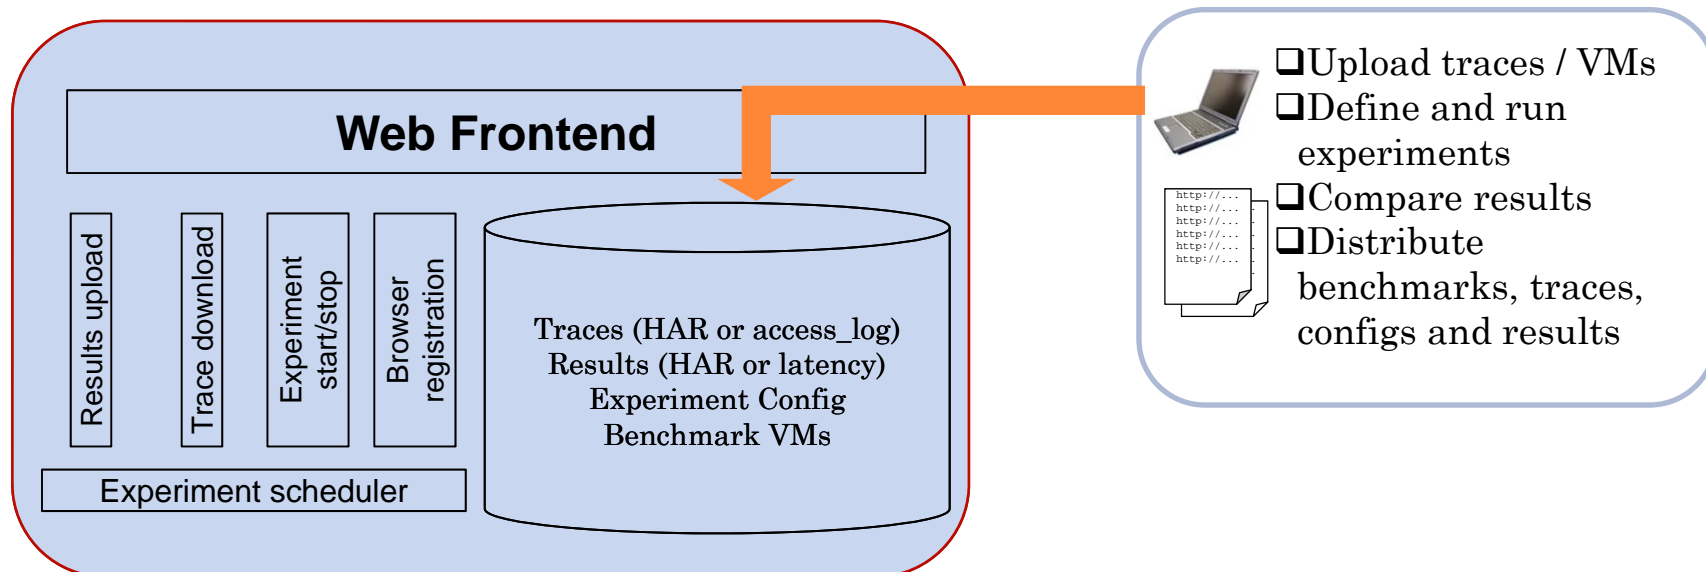 Web Frontend
Results upload
Trace download
Experiment
start/stop
Browser
registration
Experiment scheduler
Traces (HAR or access_log)
Results (HAR or latency)
Experiment Config
Benchmark VMs
❑Upload traces / VMs
❑Define and run
experiments
❑Compare results
❑Distribute
benchmarks, traces,
configs and results
http://...
http://... .
http://... .
http://... .
http://... .
http://... .
.